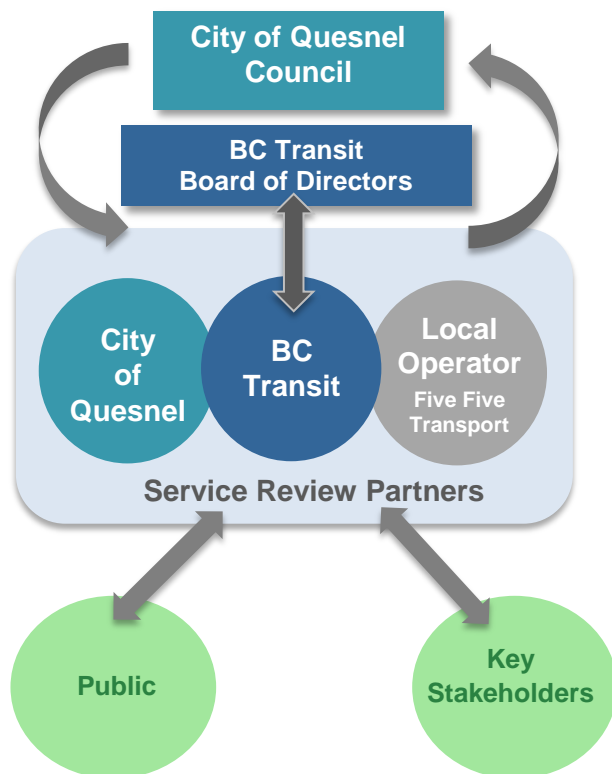 City of Quesnel
Council
BC Transit
Board of Directors
City
of
Quesnel
BC
Transit
Local
Operator
Five Five
Transport
Service Review Partners
Public
Key
Stakeholders